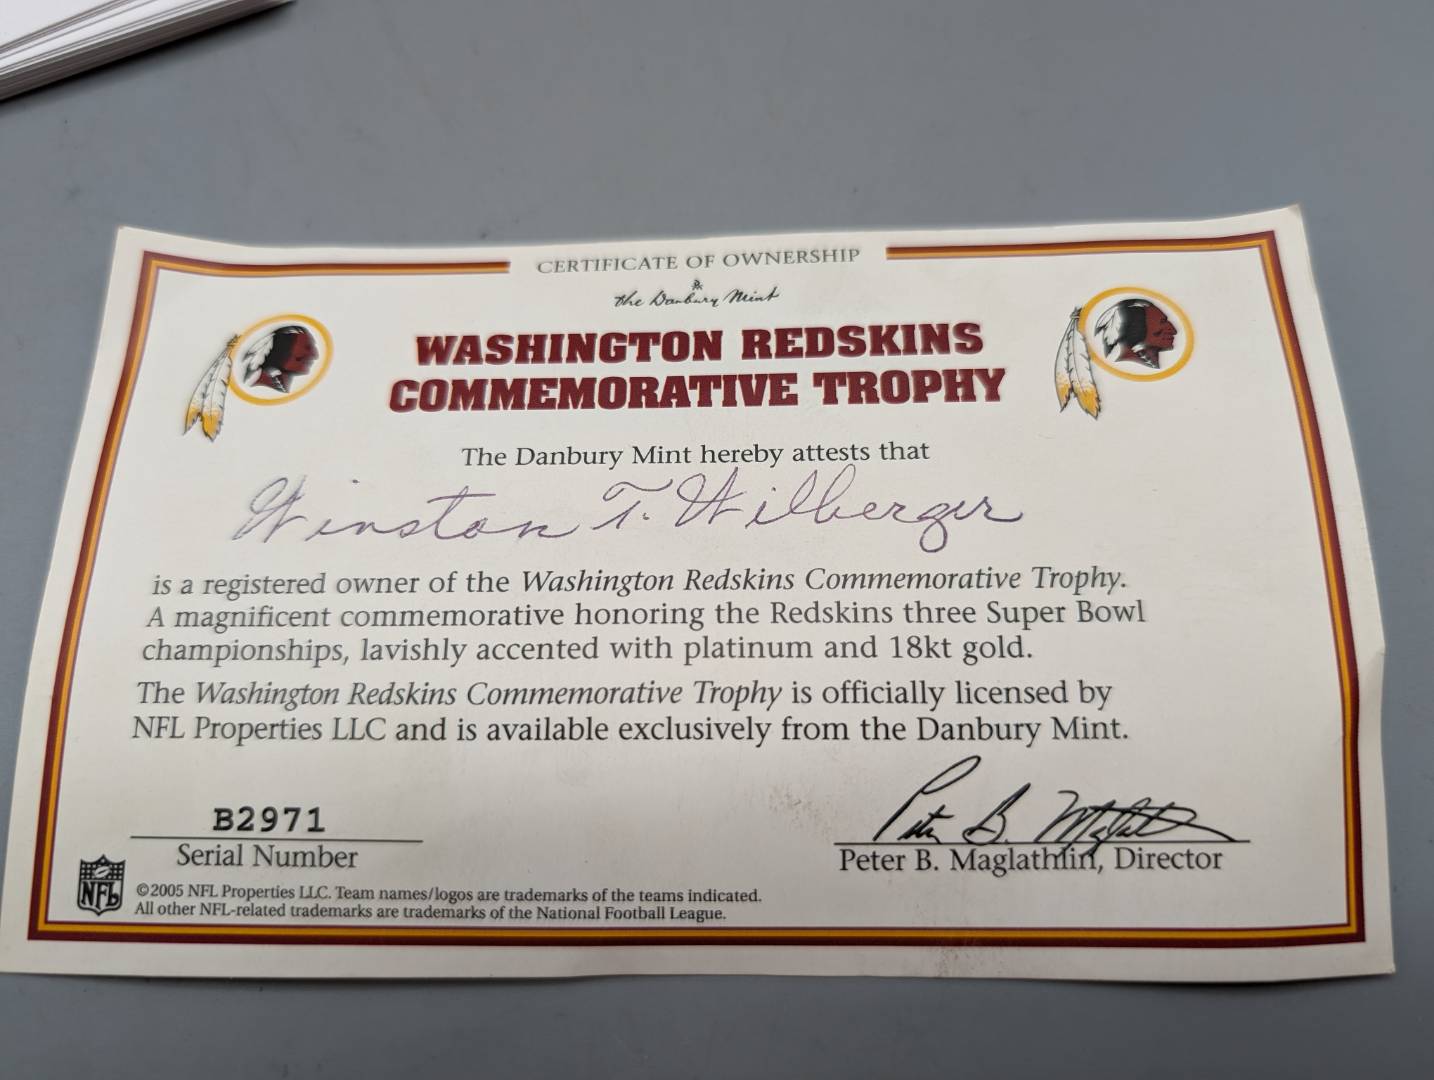 CERTIFICATE OF OWNERSHIP
the Danbury Mint
WASHINGTON REDSKINS
COMMEMORATIVE TROPHY
The Danbury Mint hereby attests that
Winston T. Wilberger
is a registered owner of the Washington Redskins Commemorative Trophy.
A magnificent commemorative honoring the Redskins three Super Bowl
championships, lavishly accented with platinum and 18kt gold.
The Washington Redskins Commemorative Trophy is officially licensed by
NFL Properties LLC and is available exclusively from the Danbury Mint.
B2971
Serial Number
Peter B. Maglathlin
Peter B. Maglathlin, Director
NFL
©2005 NFL Properties LLC. Team names/logos are trademarks of the teams indicated.
All other NFL-related trademarks are trademarks of the National Football League.